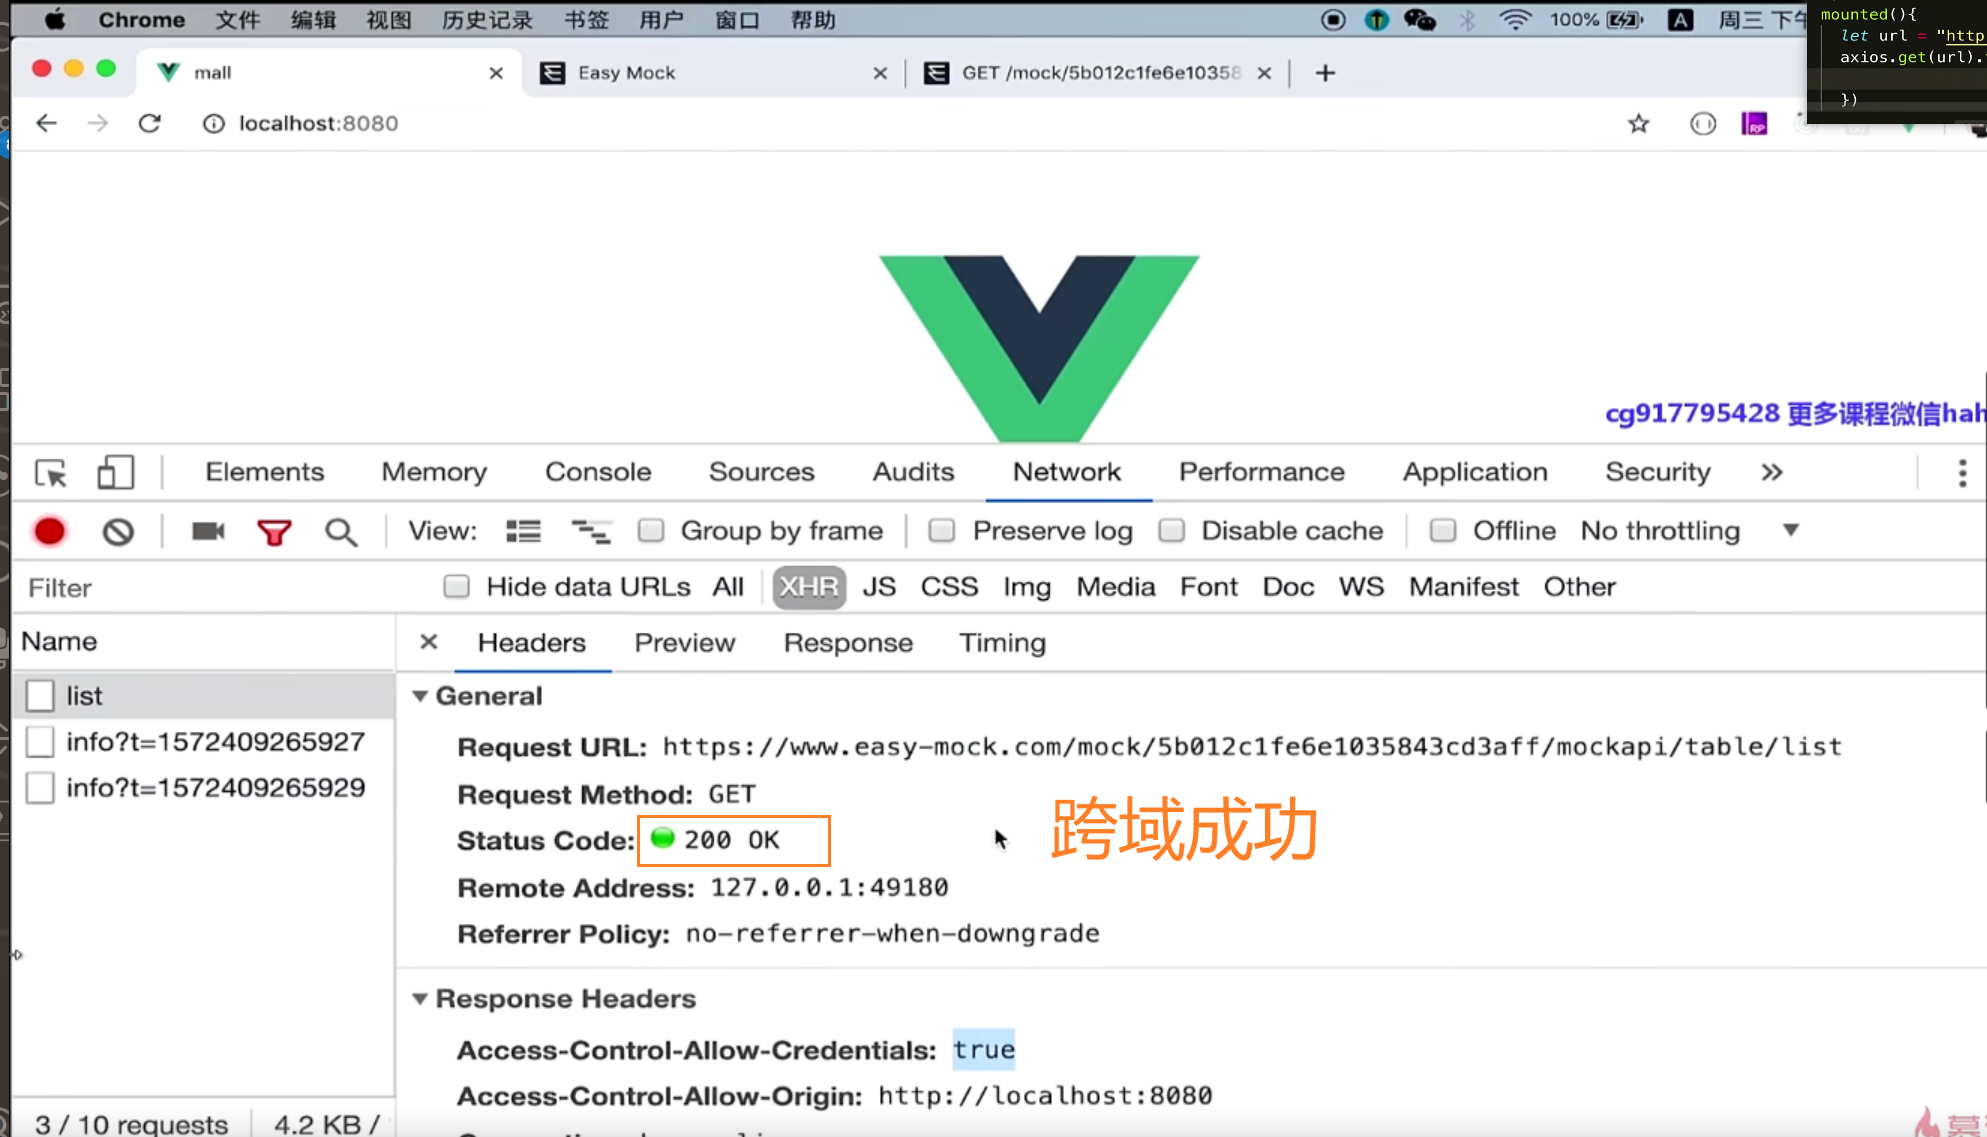 Chrome 文件 编辑 视图 历史记录 书签 用户 窗口 帮助 100% A 周三 下午
mounted(){
let url = "http
axios.get(url).
})
mall
Easy Mock
GET /mock/5b012c1fe6e10358
localhost:8080
RP
cg917795428 更多课程微信hah
Elements Memory Console Sources Audits Network Performance Application Security »
View: Group by frame Preserve log Disable cache Offline No throttling
Filter Hide data URLs All XHR JS CSS Img Media Font Doc WS Manifest Other
Name
Headers Preview Response Timing
list
info?t=1572409265927
info?t=1572409265929
General
Request URL: https://www.easy-mock.com/mock/5b012c1fe6e1035843cd3aff/mockapi/table/list
Request Method: GET
Status Code: 200 OK
跨域成功
Remote Address: 127.0.0.1:49180
Referrer Policy: no-referrer-when-downgrade
Response Headers
Access-Control-Allow-Credentials: true
Access-Control-Allow-Origin: http://localhost:8080
3 / 10 requests 4.2 KB /